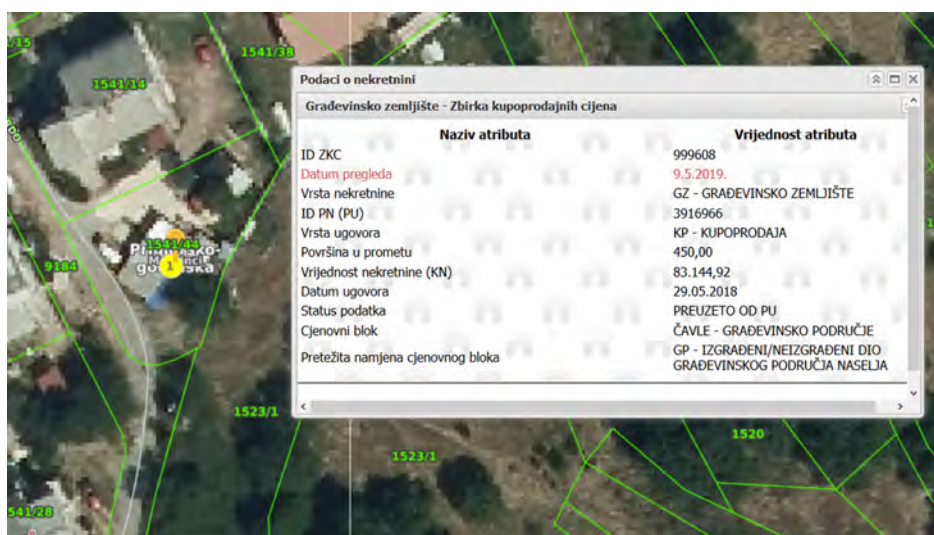 1/15
1541/38
1541/14
Podaci o nekretnini
Građevinsko zemljište - Zbirka kupoprodajnih cijena
Naziv atributa Vrijednost atributa
ID ZKC 999608
Datum pregleda 9.5.2019.
Vrsta nekretnine GZ - GRAĐEVINSKO ZEMLJIŠTE
ID PN (PU) 3916966
Vrsta ugovora KP - KUPOPRODAJA
Površina u prometu 450,00
Vrijednost nekretnine (KN) 83.144,92
Datum ugovora 29.05.2018
Status podatka PREUZETO OD PU
Cjenovni blok ČAVLE - GRAĐEVINSKO PODRUČJE
Pretežita namjena cjenovnog bloka GP - IZGRAĐENI/NEIZGRAĐENI DIO
GRAĐEVINSKOG PODRUČJA NASELJA
1541/44
9184
1
1523/1
1523/1
1520
541/28